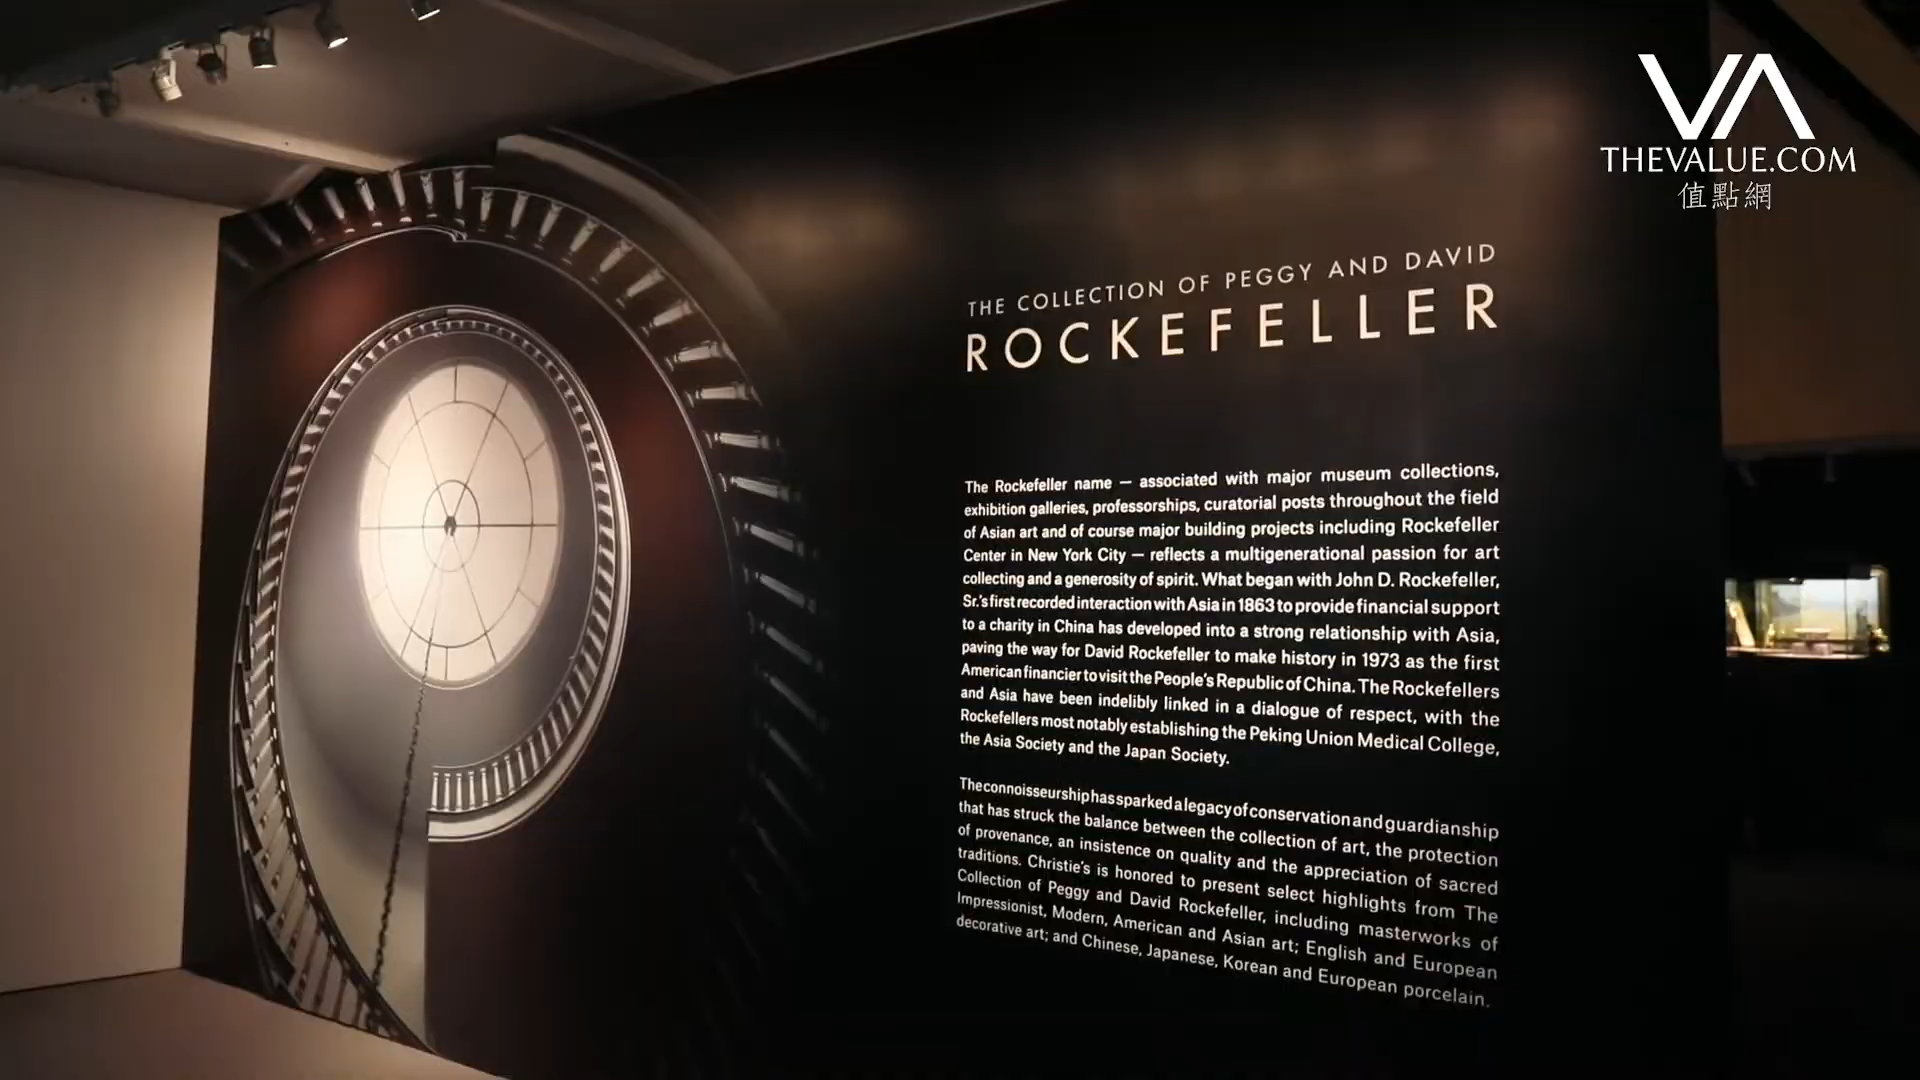 VA
THEVALUE.COM
值點網
THE COLLECTION OF PEGGY AND DAVID
ROCKEFELLER
The Rockefeller name — associated with major museum collections,
exhibition galleries, professorships, curatorial posts throughout the field
of Asian art and of course major building projects including Rockefeller
Center in New York City — reflects a multigenerational passion for art
collecting and a generosity of spirit. What began with John D. Rockefeller,
Sr.'s first recorded interaction with Asia in 1863 to provide financial support
to a charity in China has developed into a strong relationship with Asia,
paving the way for David Rockefeller to make history in 1973 as the first
American financier to visit the People's Republic of China. The Rockefellers
and Asia have been indelibly linked in a dialogue of respect, with the
Rockefellers most notably establishing the Peking Union Medical College,
the Asia Society and the Japan Society.
The connoisseurship has sparked a legacy of conservation and guardianship
that has struck the balance between the collection of art, the protection
of provenance, an insistence on quality and the appreciation of sacred
traditions. Christie's is honored to present select highlights from The
Collection of Peggy and David Rockefeller, including masterworks of
Impressionist, Modern, American and Asian art; English and European
decorative art; and Chinese, Japanese, Korean and European porcelain.